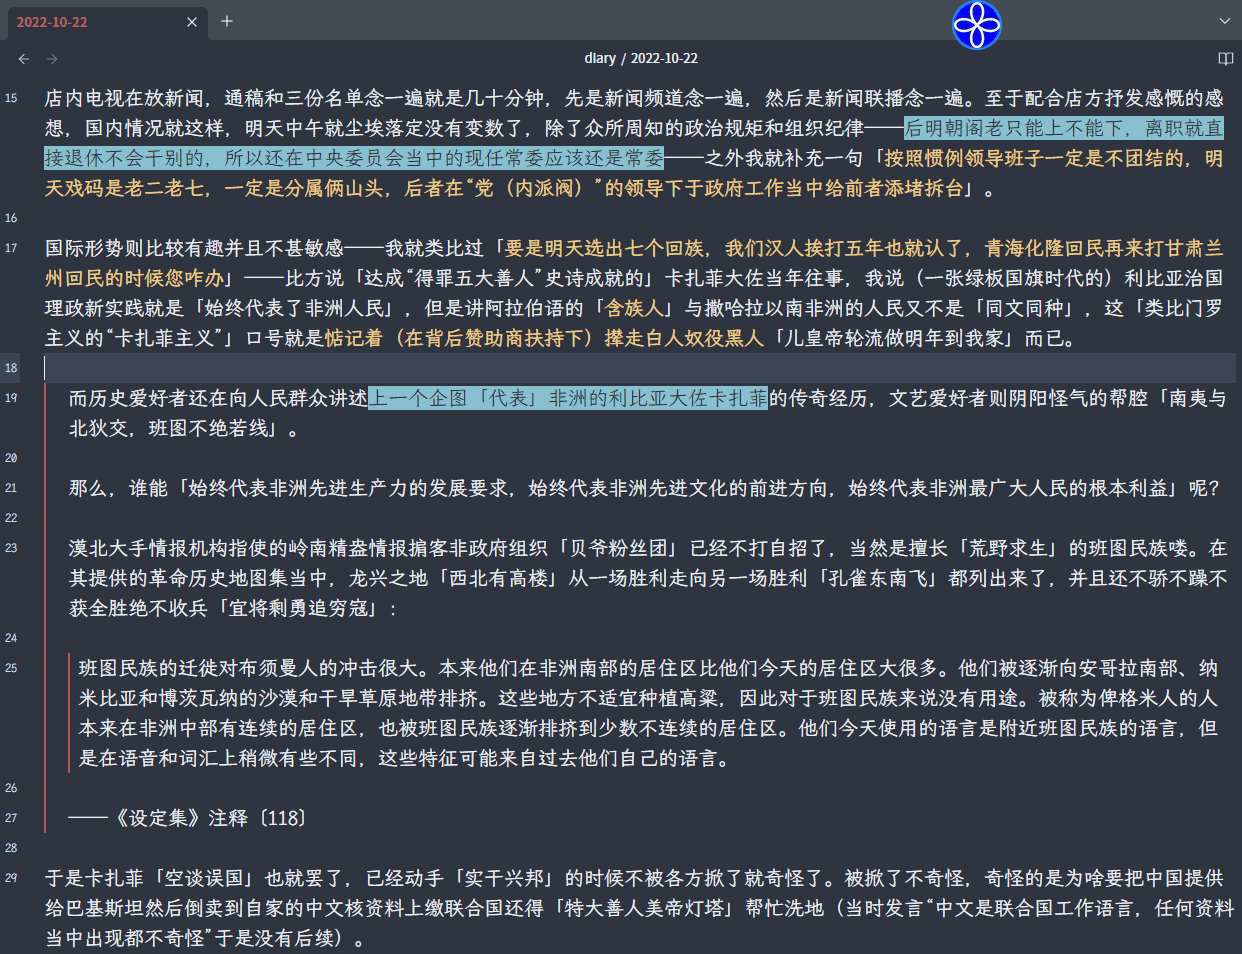 2022-10-22
diary / 2022-10-22
15 店内电视在放新闻，通稿和三份名单念一遍就是几十分钟，先是新闻频道念一遍，然后是新闻联播念一遍。至于配合店方抒发感慨的感
想，国内情况就这样，明天中午就尘埃落定没有变数了，除了众所周知的政治规矩和组织纪律——后明朝阁老只能上不能下，离职就直
接退休不会干别的，所以还在中央委员会当中的现任常委应该还是常委——之外我就补充一句「按照惯例领导班子一定是不团结的，明
天戏码是老二老七，一定是分属俩山头，后者在“党（内派阀）”的领导下于政府工作当中给前者添堵拆台」。
16
17 国际形势则比较有趣并且不甚敏感——我就类比过「要是明天选出七个回族，我们汉人挨打五年也就认了，青海化隆回民再来打甘肃兰
州回民的时候您咋办」——比方说「达成“得罪五大善人”史诗成就的」卡扎菲大佐当年往事，我说（一张绿板国旗时代的）利比亚治国
理政新实践就是「始终代表了非洲人民」，但是讲阿拉伯语的「含族人」与撒哈拉以南非洲的人民又不是「同文同种」，这「类比门罗
主义的“卡扎菲主义”」口号就是惦记着（在背后赞助商扶持下）撵走白人奴役黑人「儿皇帝轮流做明年到我家」而已。
18
19 而历史爱好者还在向人民群众讲述上一个企图「代表」非洲的利比亚大佐卡扎菲的传奇经历，文艺爱好者则阴阳怪气的帮腔「南夷与
北狄交，班图不绝若线」。
20
21 那么，谁能「始终代表非洲先进生产力的发展要求，始终代表非洲先进文化的前进方向，始终代表非洲最广大人民的根本利益」呢？
22
23 漠北大手情报机构指使的岭南精盎情报掮客非政府组织「贝爷粉丝团」已经不打自招了，当然是擅长「荒野求生」的班图民族喽。在
其提供的革命历史地图集当中，龙兴之地「西北有高楼」从一场胜利走向另一场胜利「孔雀东南飞」都列出来了，并且还不骄不躁不
获全胜绝不收兵「宜将剩勇追穷寇」：
24
25 班图民族的迁徙对布须曼人的冲击很大。本来他们在非洲南部的居住区比他们今天的居住区大很多。他们被逐渐向安哥拉南部、纳
米比亚和博茨瓦纳的沙漠和干旱草原地带排挤。这些地方不适宜种植高粱，因此对于班图民族来说没有用途。被称为俾格米人的人
本来在非洲中部有连续的居住区，也被班图民族逐渐排挤到少数不连续的居住区。他们今天使用的语言是附近班图民族的语言，但
是在语音和词汇上稍微有些不同，这些特征可能来自过去他们自己的语言。
26
27 ——《设定集》注释〔118〕
28
29 于是卡扎菲「空谈误国」也就罢了，已经动手「实干兴邦」的时候不被各方掀了就奇怪了。被掀了不奇怪，奇怪的是为啥要把中国提供
给巴基斯坦然后倒卖到自家的中文核资料上缴联合国还得「特大善人美帝灯塔」帮忙洗地（当时发言“中文是联合国工作语言，任何资料
当中出现都不奇怪”于是没有后续）。